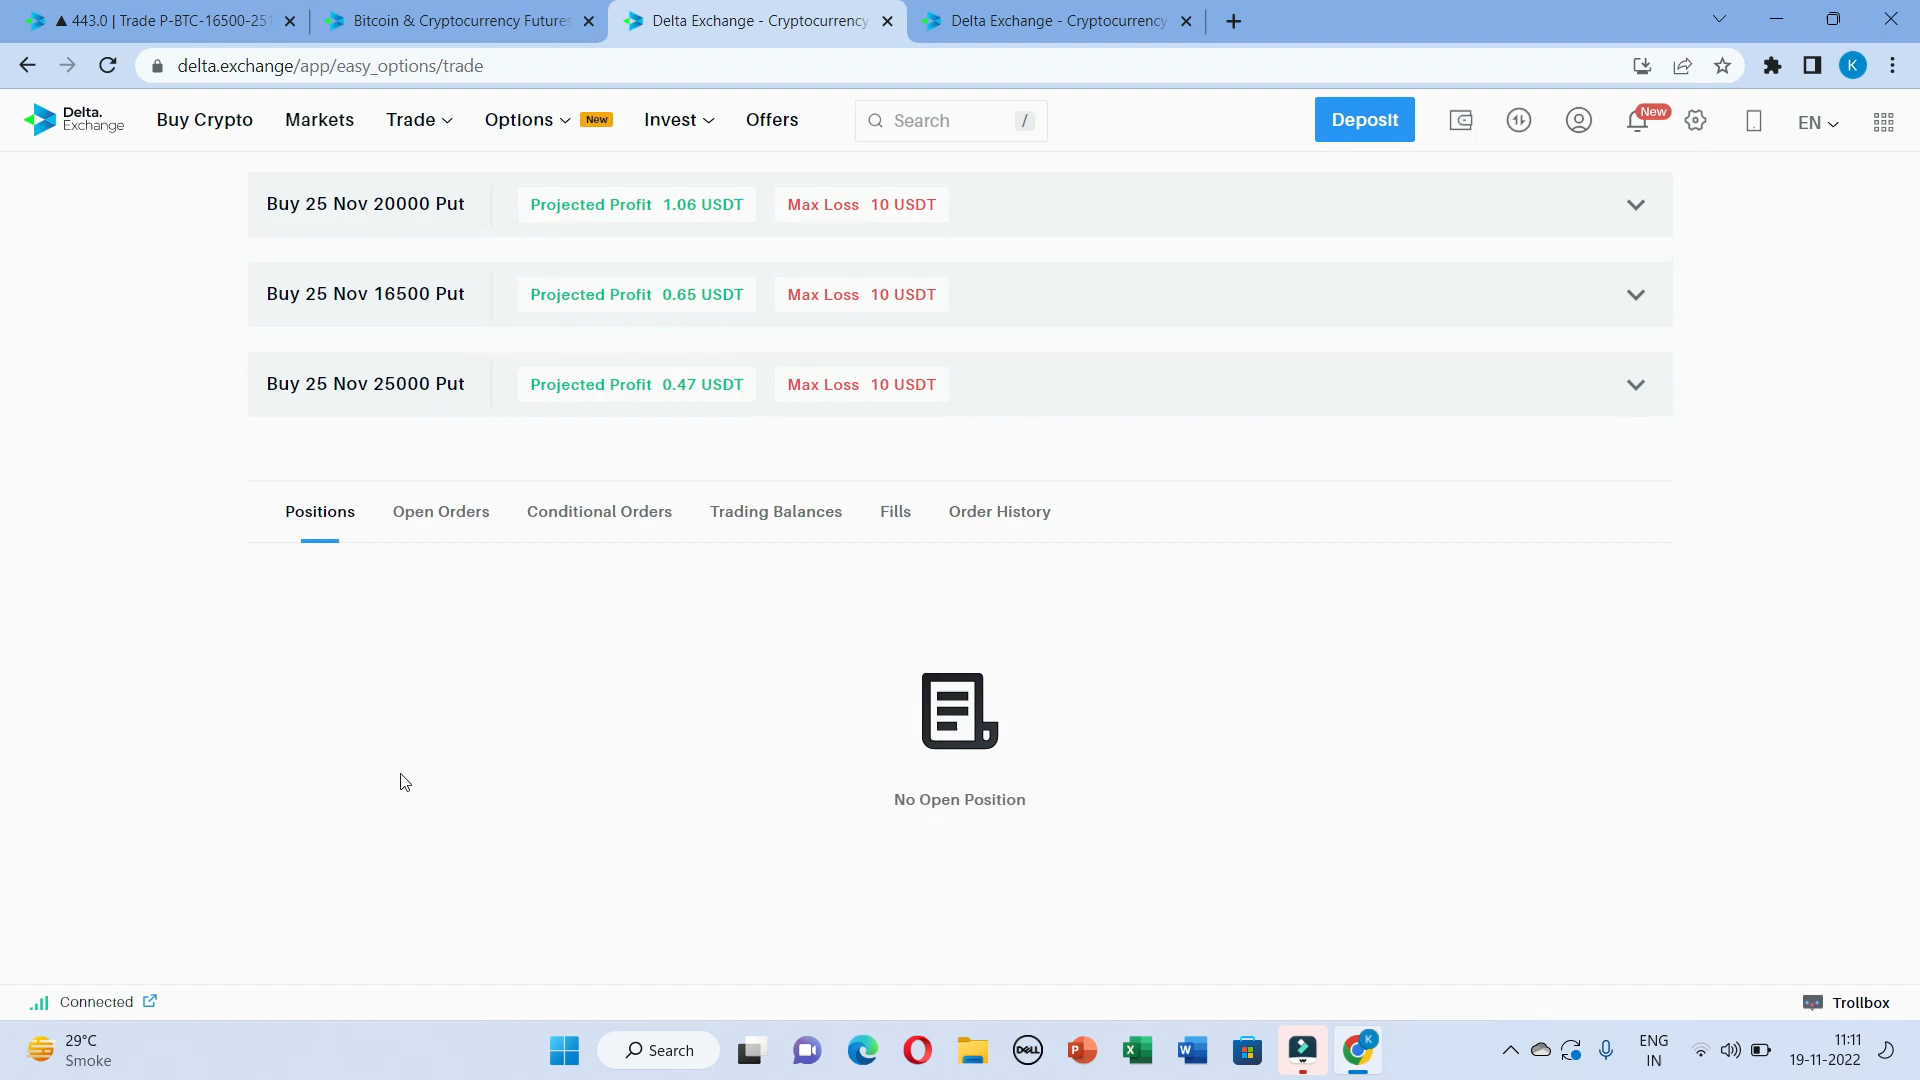 ▲ 443.0 | Trade P-BTC-16500-251
Bitcoin & Cryptocurrency Futures
Delta Exchange - Cryptocurrency
Delta Exchange - Cryptocurrency
delta.exchange/app/easy_options/trade
K
Delta.
Exchange
Buy Crypto
Markets
Trade
Options
New
Invest
Offers
Search
/
Deposit
New
EN
Buy 25 Nov 20000 Put
Projected Profit 1.06 USDT
Max Loss 10 USDT
Buy 25 Nov 16500 Put
Projected Profit 0.65 USDT
Max Loss 10 USDT
Buy 25 Nov 25000 Put
Projected Profit 0.47 USDT
Max Loss 10 USDT
Positions
Open Orders
Conditional Orders
Trading Balances
Fills
Order History
No Open Position
Connected
Trollbox
29°C
Smoke
Search
DELL
P
X
W
K
ENG
IN
11:11
19-11-2022